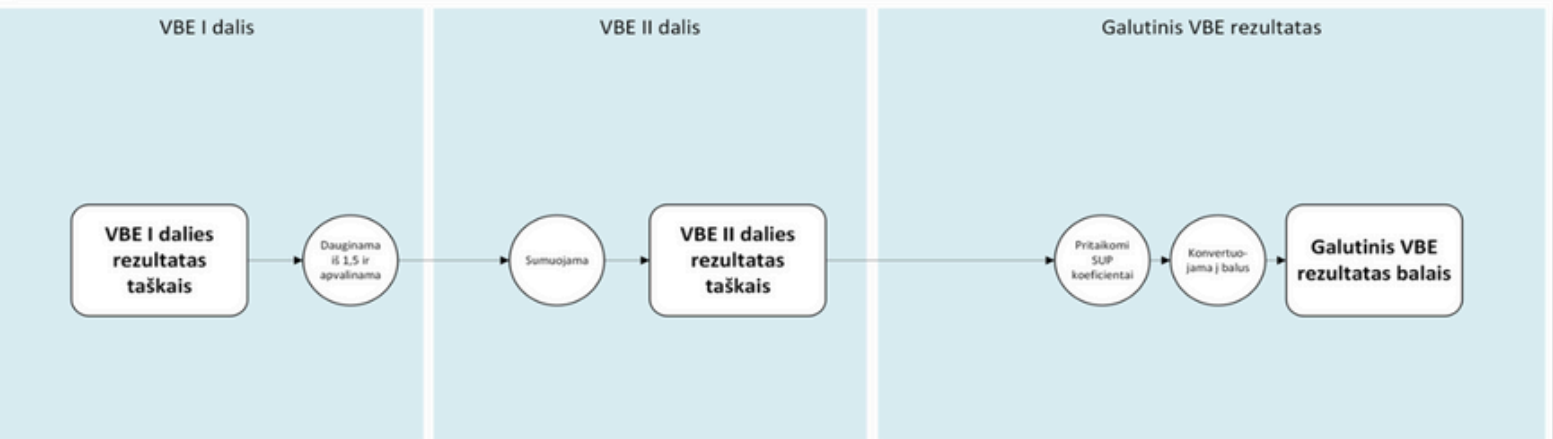 VBE I dalis
VBE I dalies
rezultatas
taškais
Dauginama
iš 1,5 ir
apvalinama
VBE II dalis
Sumuojama
VBE II dalies
rezultatas
taškais
Galutinis VBE rezultatas
Pritaikomi
SUP
koeficientai
Konvertuo-
jama į balus
Galutinis VBE
rezultatas balais